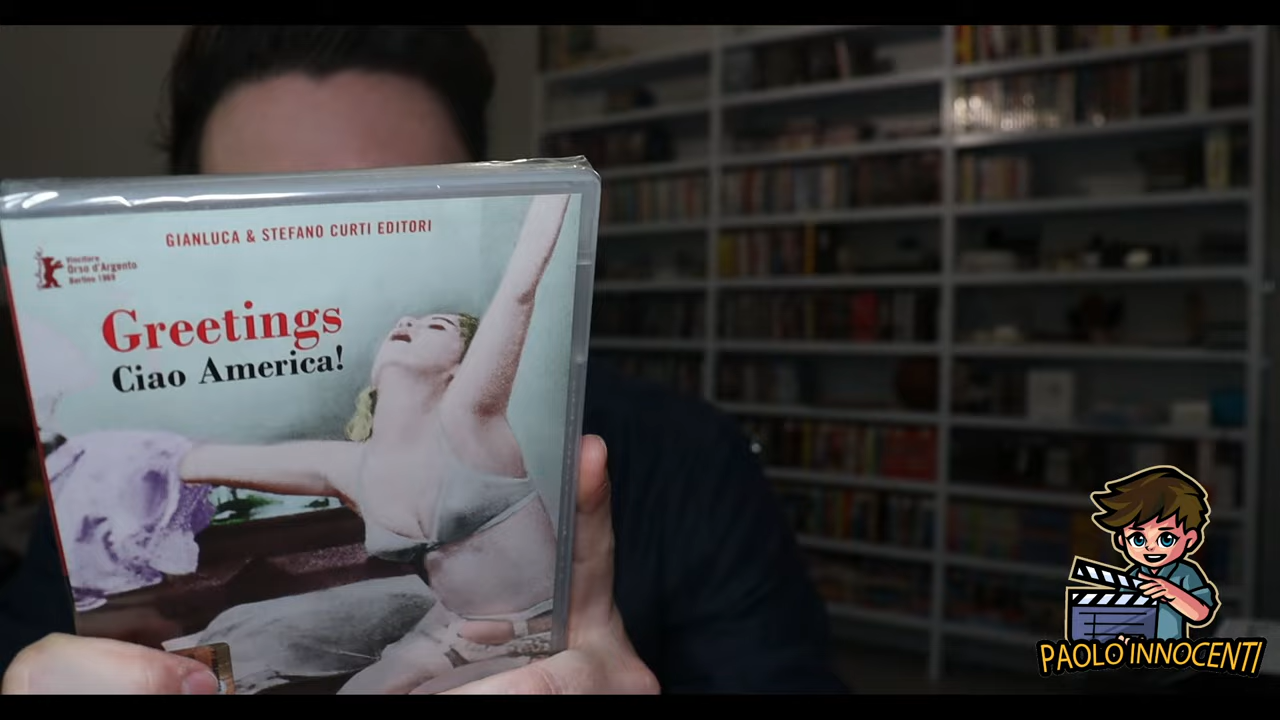 GIANLUCA & STEFANO CURTI EDITORI
Vincitore
Orso d'Argento
Berlino 1969
Greetings
Ciao America!
PAOLO INNOCENTI